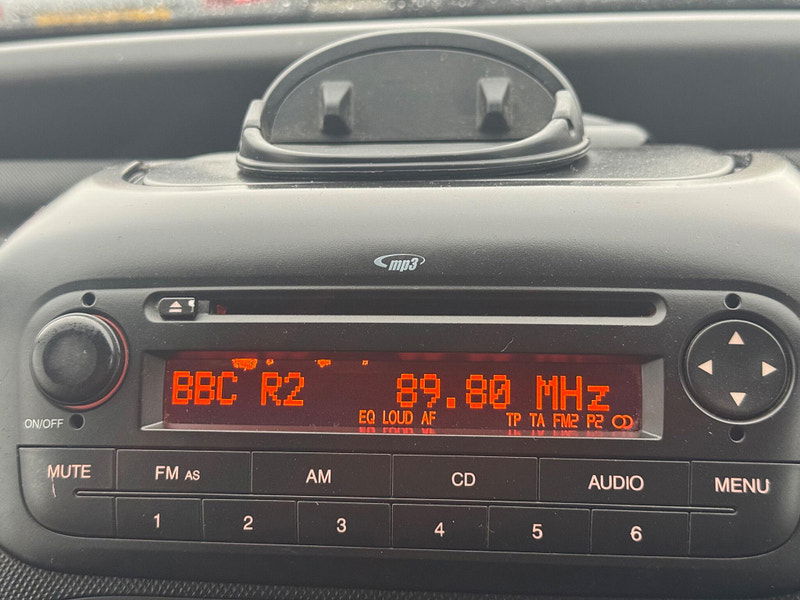 mp3
BBC R2 89.80 MHz
EQ LOUD AF TP TA FM2 P2
ON/OFF
MUTE FM AS AM CD AUDIO MENU
1 2 3 4 5 6